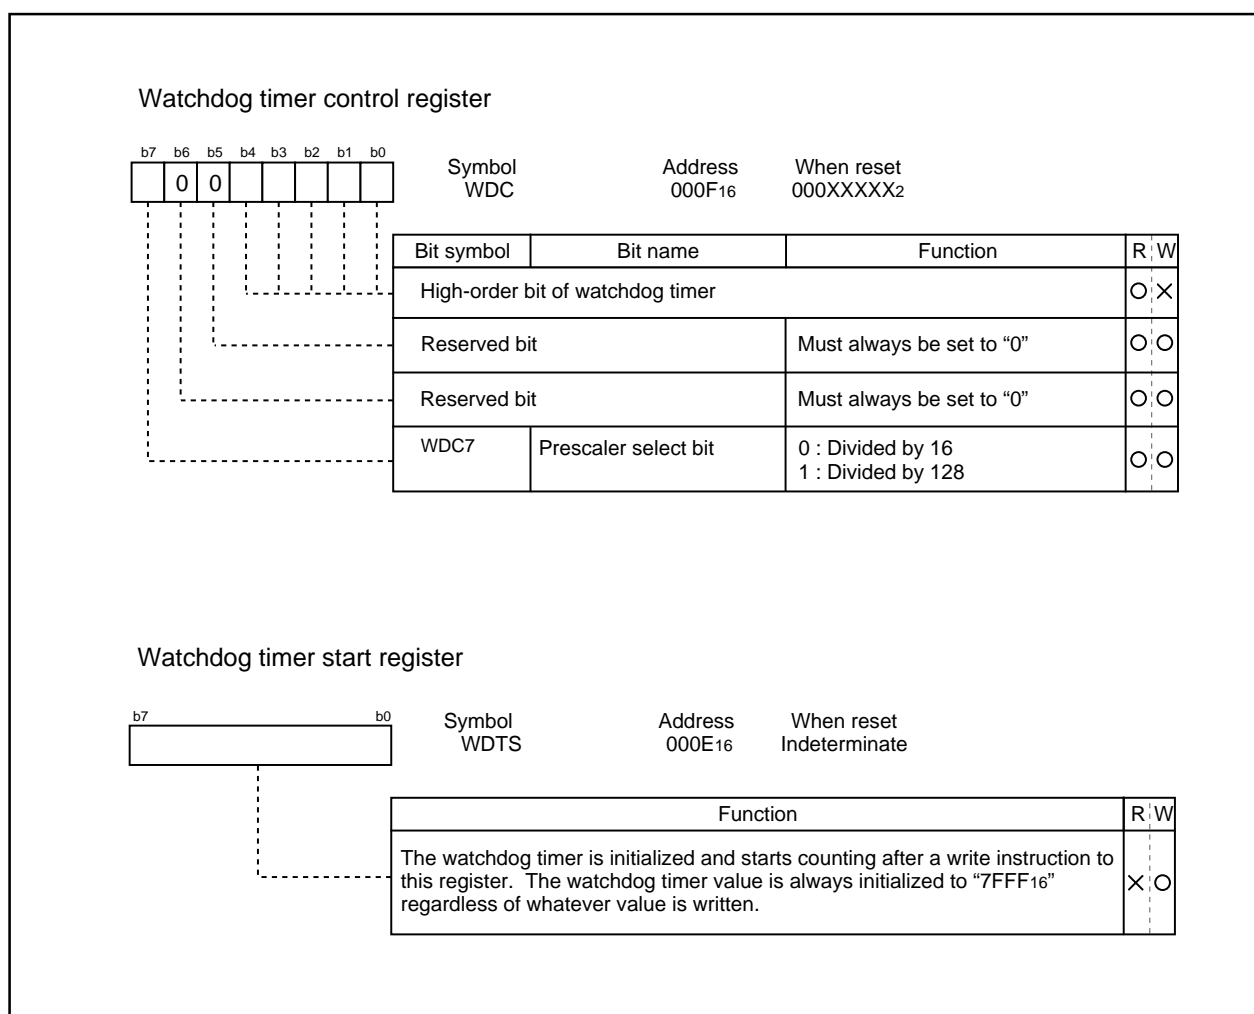 Watchdog timer control register
b7 b6 b5 b4 b3 b2 b1 b0
Symbol Address When reset
0 0
WDC 000F16 000XXXXX2
Bit symbol Bit name Function R W
High-order bit of watchdog timer
Reserved bit Must always be set to “0”
Reserved bit Must always be set to “0”
WDC7 Prescaler select bit 0 : Divided by 16
1 : Divided by 128
Watchdog timer start register
b7 b0
Symbol Address When reset
WDTS 000E16 Indeterminate
Function R W
The watchdog timer is initialized and starts counting after a write instruction to
this register. The watchdog timer value is always initialized to “7FFF16”
regardless of whatever value is written.